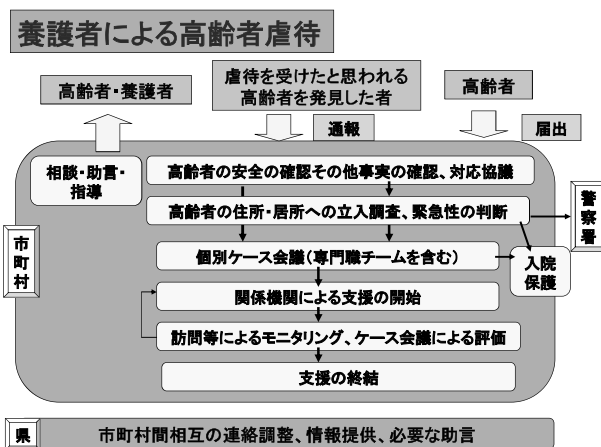 養護者による高齢者虐待
高齢者・養護者
虐待を受けたと思われる
高齢者を発見した者
高齢者
通報
届出
相談・助言・
指導
高齢者の安全の確認その他事実の確認、対応協議
高齢者の住所・居所への立入調査、緊急性の判断
警察署
市町村
個別ケース会議(専門職チームを含む)
入院
保護
関係機関による支援の開始
訪問等によるモニタリング、ケース会議による評価
支援の終結
県
市町村間相互の連絡調整、情報提供、必要な助言